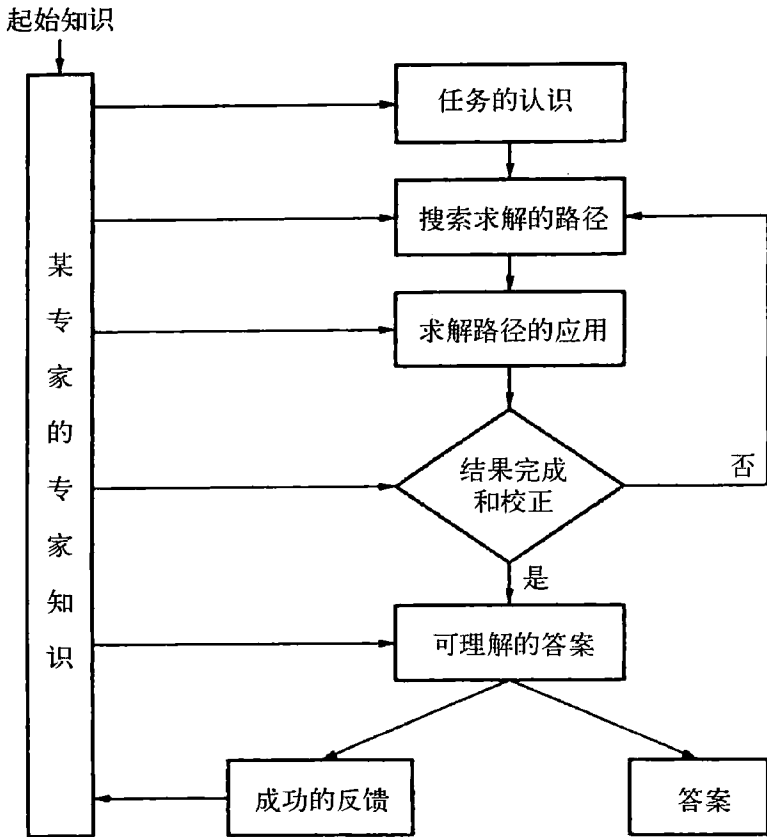 起始知识
某专家的专家知识
任务的认识
搜索求解的路径
求解路径的应用
结果完成
和校正
否
是
可理解的答案
成功的反馈
答案